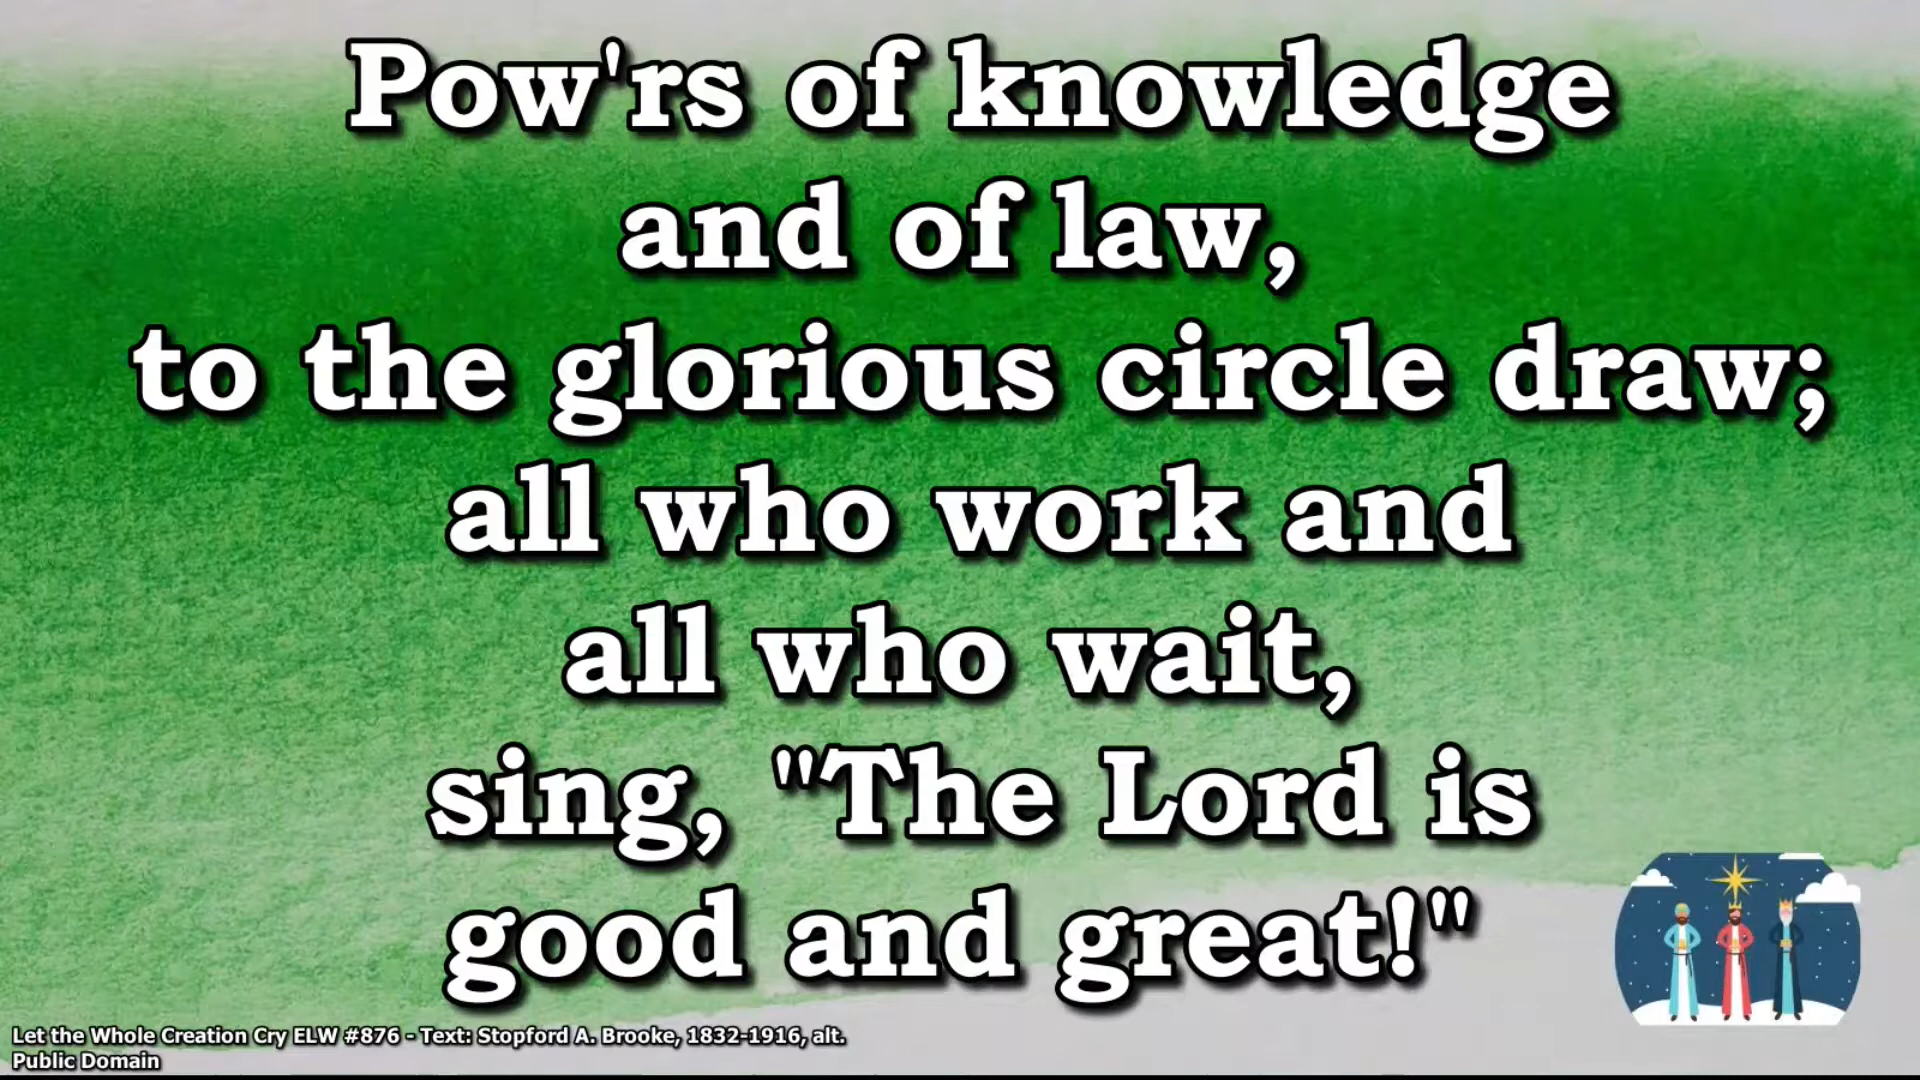 Pow'rs of knowledge
and of law,
to the glorious circle draw;
all who work and
all who wait,
sing, "The Lord is
good and great!"
Let the Whole Creation Cry ELW #876 - Text: Stopford A. Brooke, 1832-1916, alt.
Public Domain